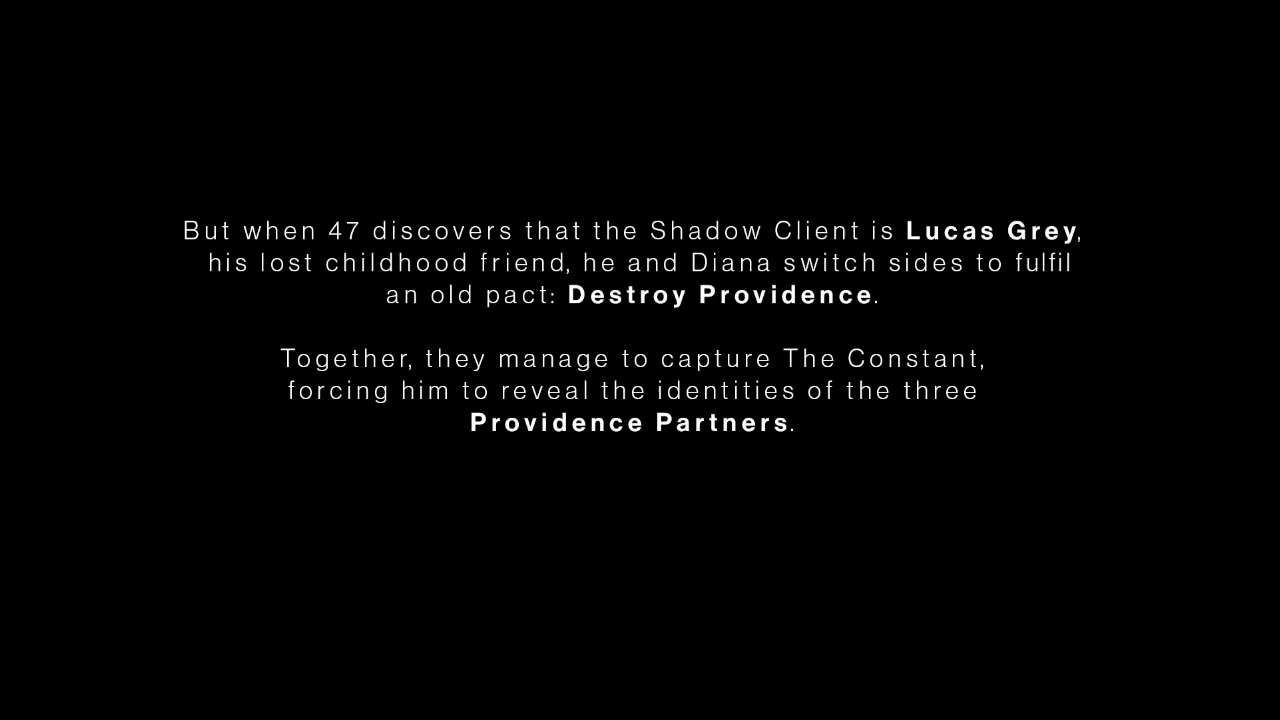 But when 47 discovers that the Shadow Client is Lucas Grey,
his lost childhood friend, he and Diana switch sides to fulfil
an old pact: Destroy Providence.
Together, they manage to capture The Constant,
forcing him to reveal the identities of the three
Providence Partners.